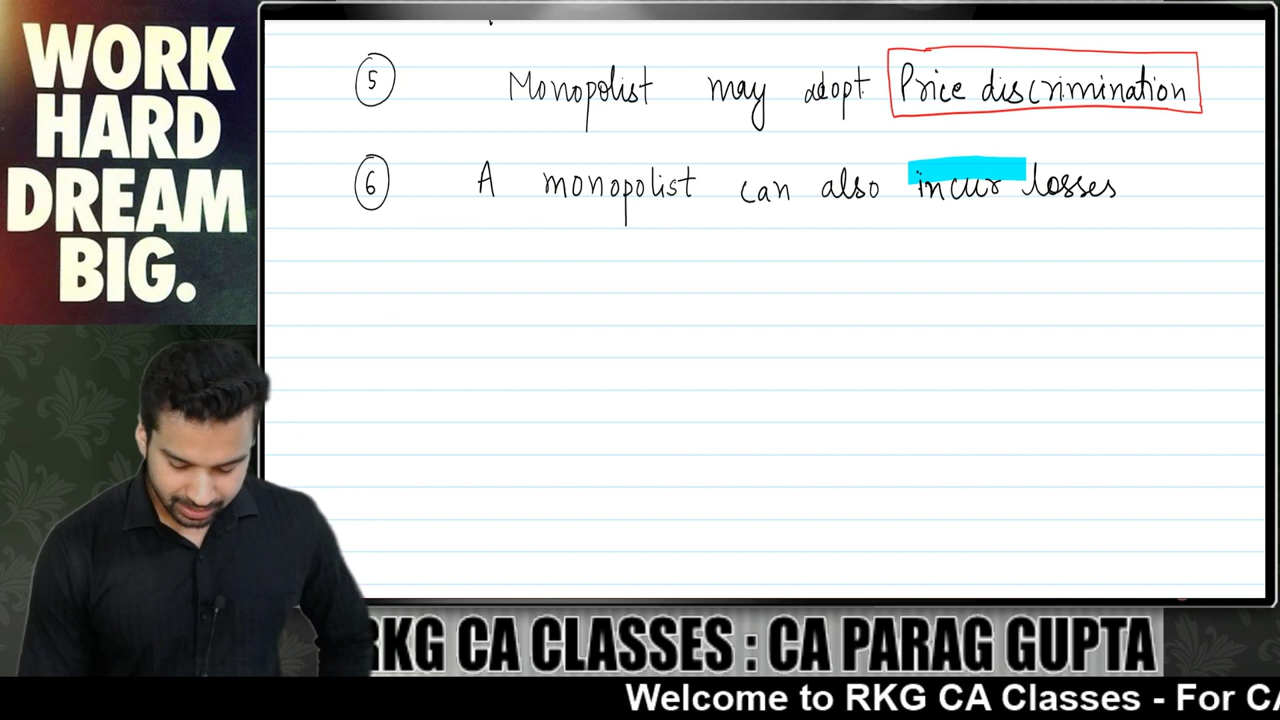 WORK
HARD
DREAM
BIG.
5 Monopolist may adopt Price discrimination
6 A monopolist can also incur losses
RKG CA CLASSES : CA PARAG GUPTA
Welcome to RKG CA Classes - For CA